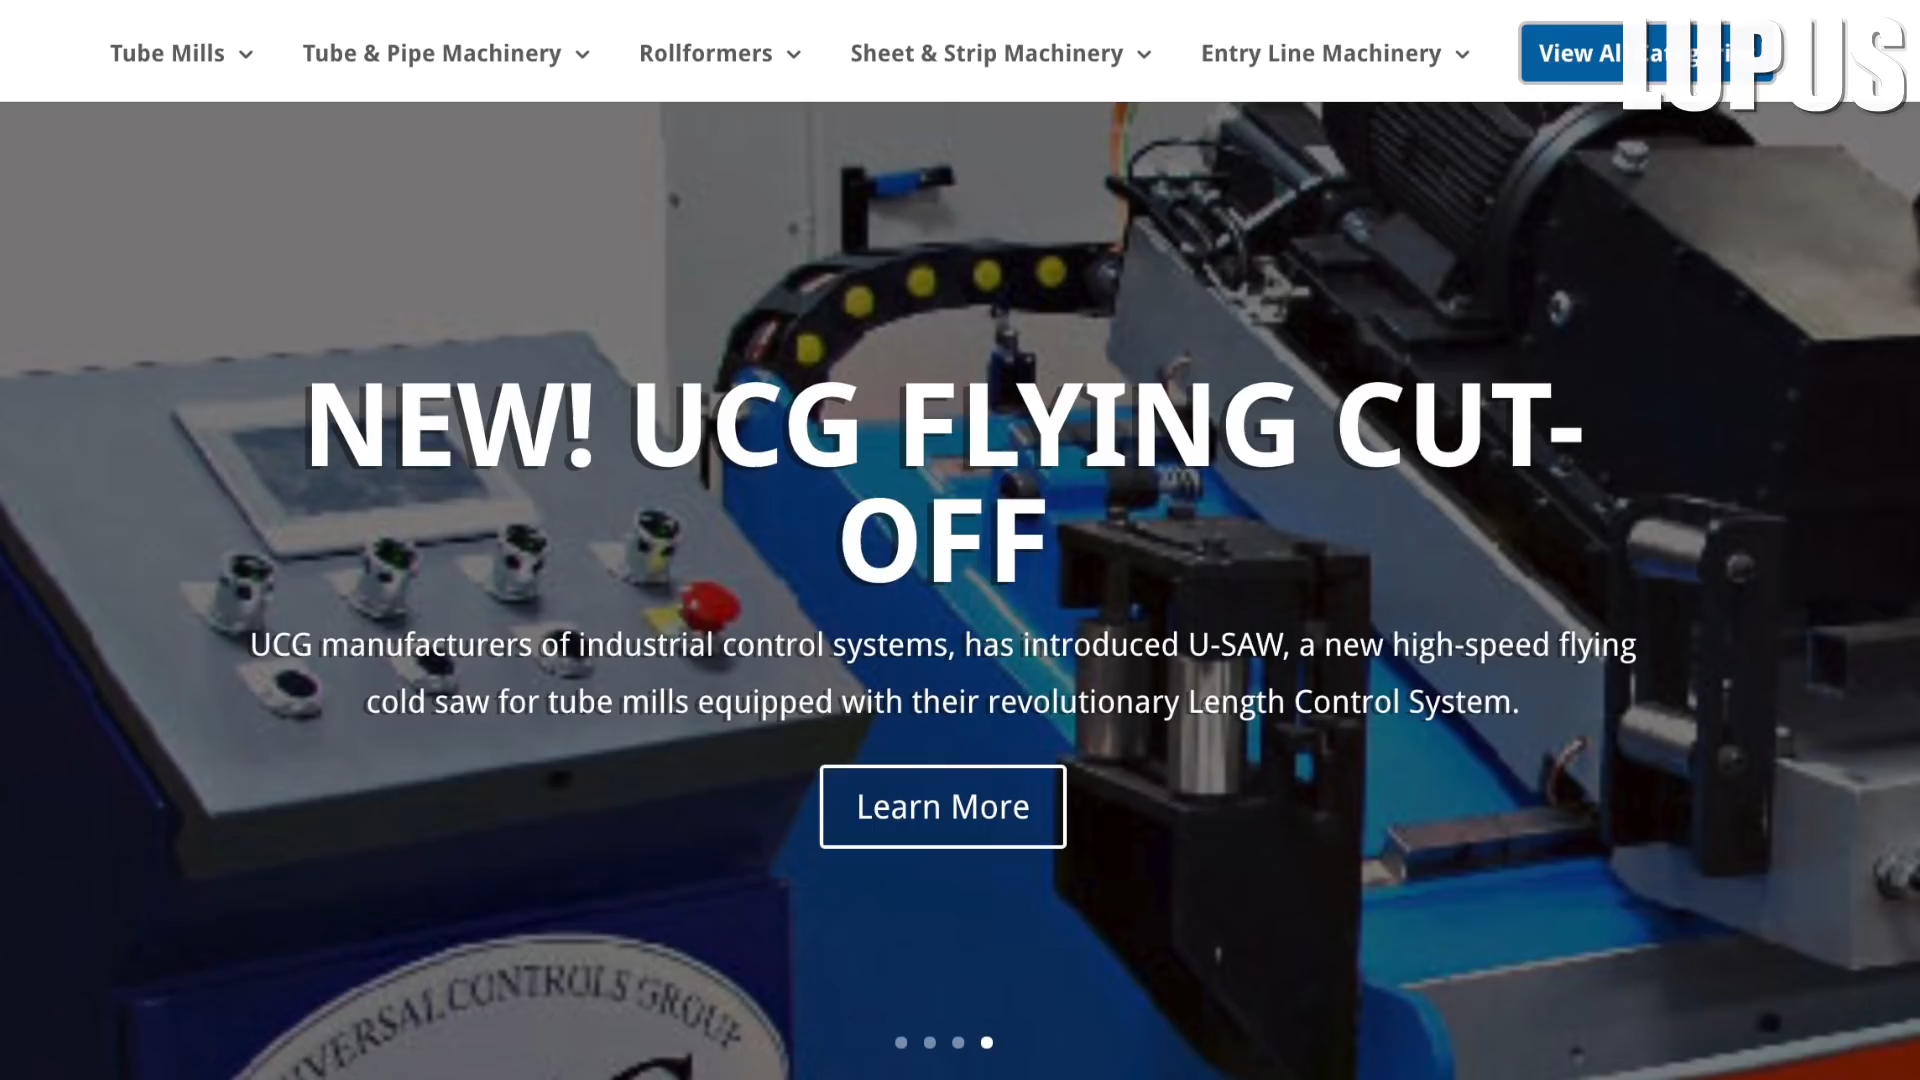 Tube Mills
Tube & Pipe Machinery
Rollformers
Sheet & Strip Machinery
Entry Line Machinery
View All
LUPUS
NEW! UCG FLYING CUT-
OFF
UCG manufacturers of industrial control systems, has introduced U-SAW, a new high-speed flying
cold saw for tube mills equipped with their revolutionary Length Control System.
Learn More
CONTROLS GROUP